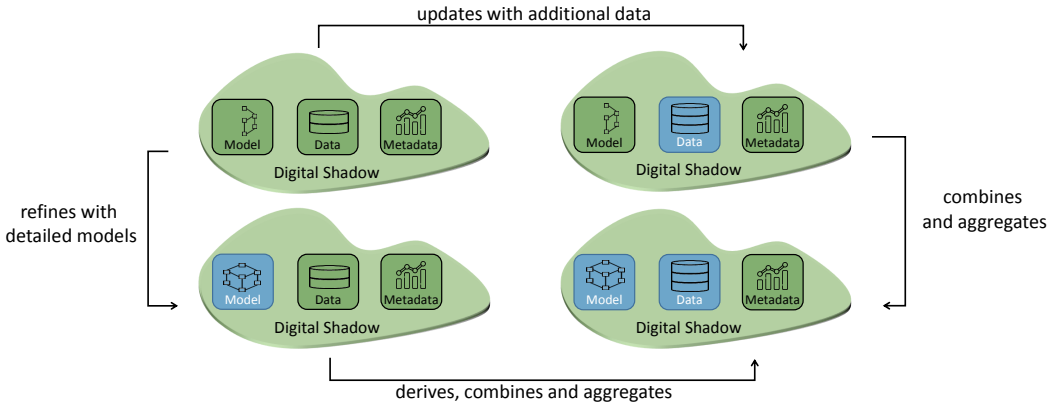 updates with additional data
Model
Data
Metadata
Digital Shadow
Model
Data
Metadata
Digital Shadow
refines with
detailed models
combines
and aggregates
Model
Data
Metadata
Digital Shadow
Model
Data
Metadata
Digital Shadow
derives, combines and aggregates